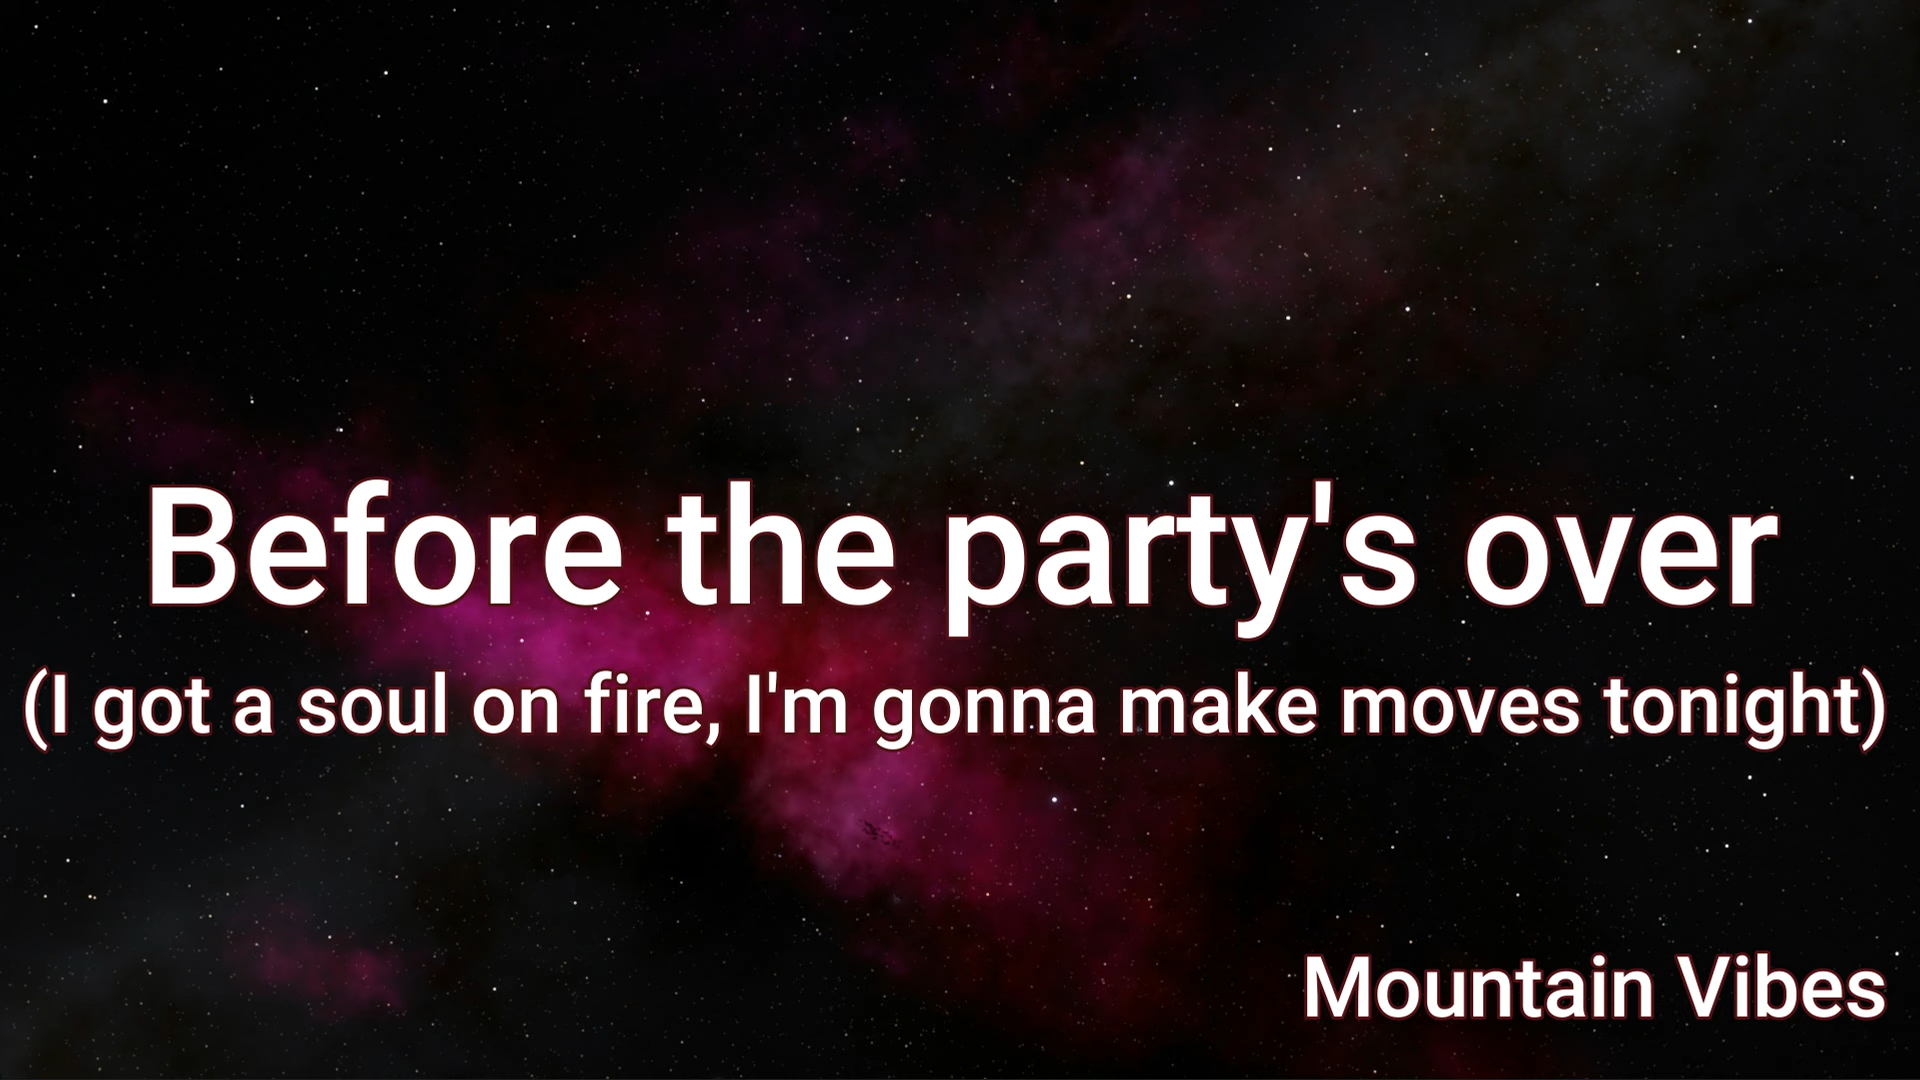 Before the party's over
(I got a soul on fire, I'm gonna make moves tonight)
Mountain Vibes